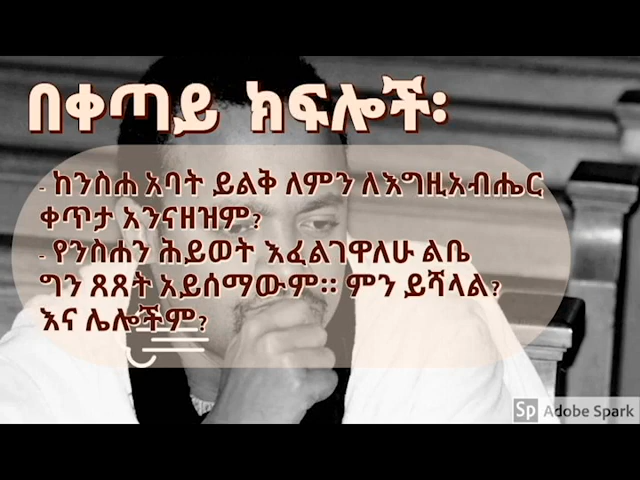 በቀጣይ ክፍሎች፡
- ከንስሐ አባት ይልቅ ለምን ለእግዚአብሔር
ቀጥታ አንናዘዝም?
- የንስሐን ሕይወት እፈልገዋለሁ ልቤ
ግን ጸጸት አይሰማውም። ምን ይሻላል?
እና ሌሎችም?
Sp Adobe Spark